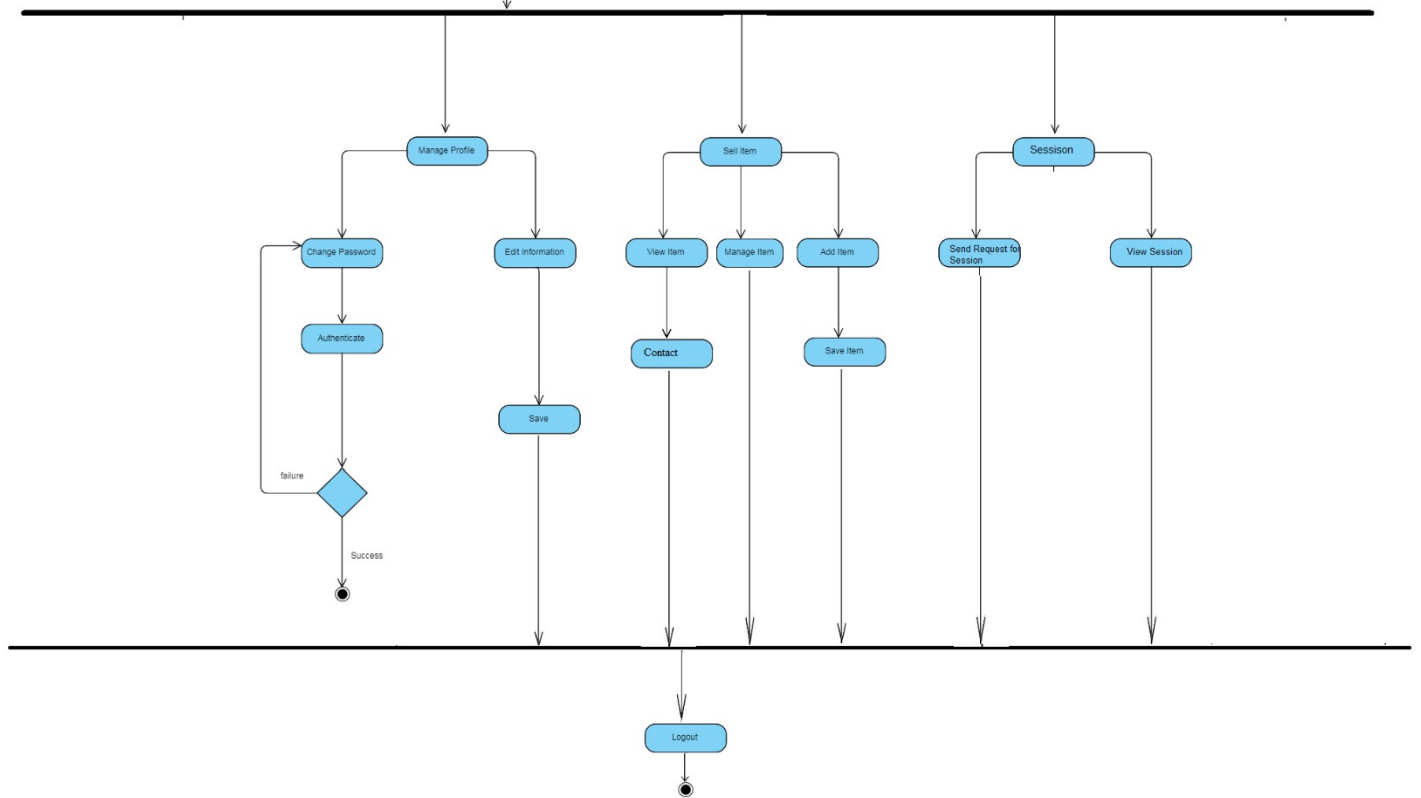 Manage Profile
Sell Item
Sessison
Change Password
Edit Information
View Item
Manage Item
Add Item
Send Request for
Session
View Session
Authenticate
Contact
Save Item
Save
failure
Success
Logout